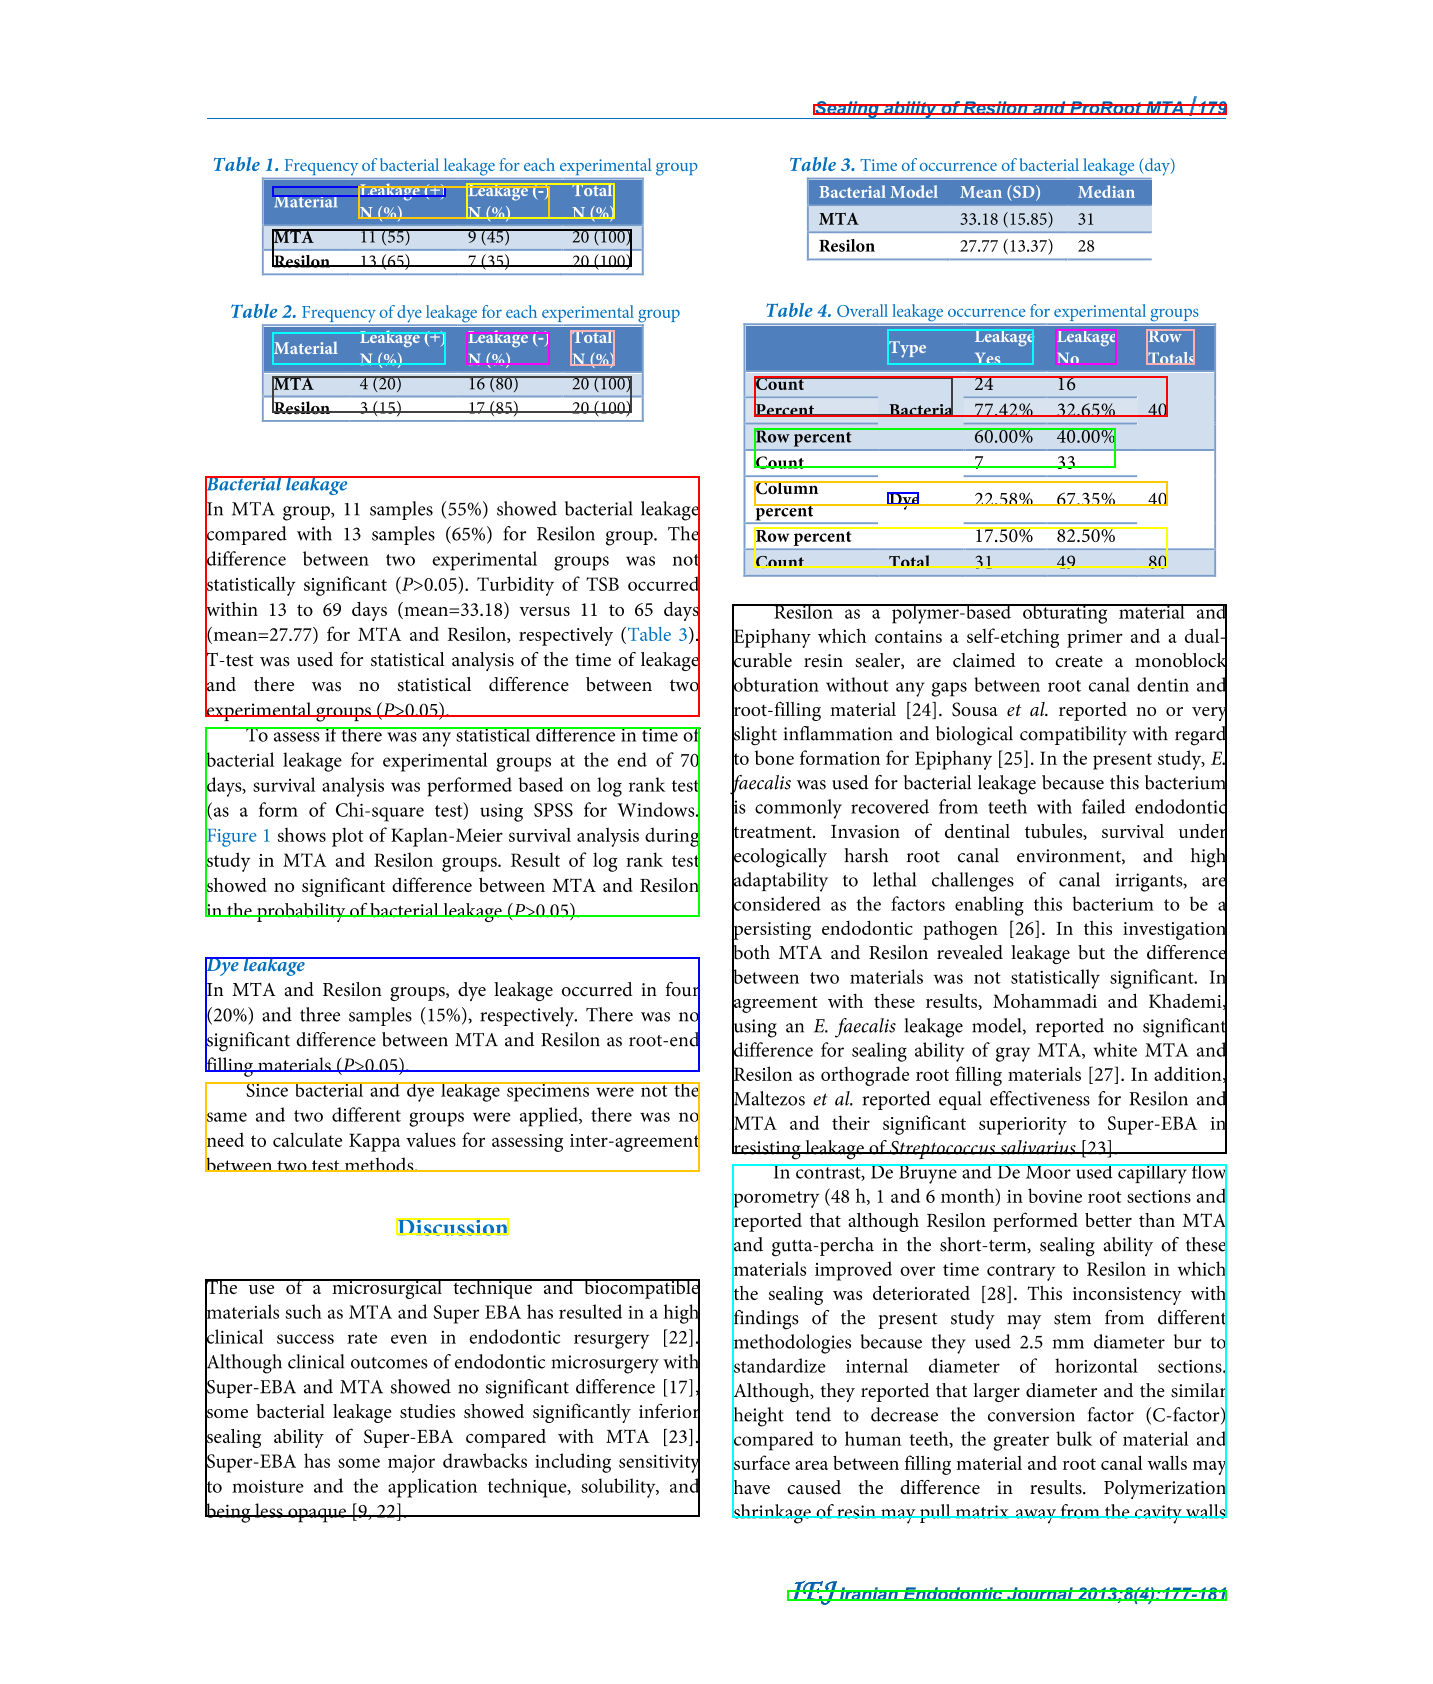 Sealing ability of Resilon and ProRoot MTA | 179
Table 1. Frequency of bacterial leakage for each experimental group
Material Leakage (+) N (%) Leakage (-) N (%) Total N (%)
MTA 11 (55) 9 (45) 20 (100)
Resilon 13 (65) 7 (35) 20 (100)
Table 2. Frequency of dye leakage for each experimental group
Material Leakage (+) N (%) Leakage (-) N (%) Total N (%)
MTA 4 (20) 16 (80) 20 (100)
Resilon 3 (15) 17 (85) 20 (100)
Bacterial leakage
In MTA group, 11 samples (55%) showed bacterial leakage
compared with 13 samples (65%) for Resilon group. The
difference between two experimental groups was not
statistically significant (P>0.05). Turbidity of TSB occurred
within 13 to 69 days (mean=33.18) versus 11 to 65 days
(mean=27.77) for MTA and Resilon, respectively (Table 3).
T-test was used for statistical analysis of the time of leakage
and there was no statistical difference between two
experimental groups (P>0.05).
To assess if there was any statistical difference in time of
bacterial leakage for experimental groups at the end of 70
days, survival analysis was performed based on log rank test
(as a form of Chi-square test) using SPSS for Windows.
Figure 1 shows plot of Kaplan-Meier survival analysis during
study in MTA and Resilon groups. Result of log rank test
showed no significant difference between MTA and Resilon
in the probability of bacterial leakage (P>0.05).
Dye leakage
In MTA and Resilon groups, dye leakage occurred in four
(20%) and three samples (15%), respectively. There was no
significant difference between MTA and Resilon as root-end
filling materials (P>0.05).
Since bacterial and dye leakage specimens were not the
same and two different groups were applied, there was no
need to calculate Kappa values for assessing inter-agreement
between two test methods.
Discussion
The use of a microsurgical technique and biocompatible
materials such as MTA and Super EBA has resulted in a high
clinical success rate even in endodontic resurgery [22].
Although clinical outcomes of endodontic microsurgery with
Super-EBA and MTA showed no significant difference [17],
some bacterial leakage studies showed significantly inferior
sealing ability of Super-EBA compared with MTA [23].
Super-EBA has some major drawbacks including sensitivity
to moisture and the application technique, solubility, and
being less opaque [9, 22].
Table 3. Time of occurrence of bacterial leakage (day)
Bacterial Model Mean (SD) Median
MTA 33.18 (15.85) 31
Resilon 27.77 (13.37) 28
Table 4. Overall leakage occurrence for experimental groups
Type Leakage Yes Leakage No Row Totals
Count 24 16
Percent Bacteria 77.42% 32.65% 40
Row percent 60.00% 40.00%
Count 7 33
Column percent Dye 22.58% 67.35% 40
Row percent 17.50% 82.50%
Count Total 31 49 80
Resilon as a polymer-based obturating material and
Epiphany which contains a self-etching primer and a dual-
curable resin sealer, are claimed to create a monoblock
obturation without any gaps between root canal dentin and
root-filling material [24]. Sousa et al. reported no or very
slight inflammation and biological compatibility with regard
to bone formation for Epiphany [25]. In the present study, E.
faecalis was used for bacterial leakage because this bacterium
is commonly recovered from teeth with failed endodontic
treatment. Invasion of dentinal tubules, survival under
ecologically harsh root canal environment, and high
adaptability to lethal challenges of canal irrigants, are
considered as the factors enabling this bacterium to be a
persisting endodontic pathogen [26]. In this investigation
both MTA and Resilon revealed leakage but the difference
between two materials was not statistically significant. In
agreement with these results, Mohammadi and Khademi,
using an E. faecalis leakage model, reported no significant
difference for sealing ability of gray MTA, white MTA and
Resilon as orthograde root filling materials [27]. In addition,
Maltezos et al. reported equal effectiveness for Resilon and
MTA and their significant superiority to Super-EBA in
resisting leakage of Streptococcus salivarius [23].
In contrast, De Bruyne and De Moor used capillary flow
porometry (48 h, 1 and 6 month) in bovine root sections and
reported that although Resilon performed better than MTA
and gutta-percha in the short-term, sealing ability of these
materials improved over time contrary to Resilon in which
the sealing was deteriorated [28]. This inconsistency with
findings of the present study may stem from different
methodologies because they used 2.5 mm diameter bur to
standardize internal diameter of horizontal sections.
Although, they reported that larger diameter and the similar
height tend to decrease the conversion factor (C-factor)
compared to human teeth, the greater bulk of material and
surface area between filling material and root canal walls may
have caused the difference in results. Polymerization
shrinkage of resin may pull matrix away from the cavity walls
IEJ Iranian Endodontic Journal 2013;8(4):177-181